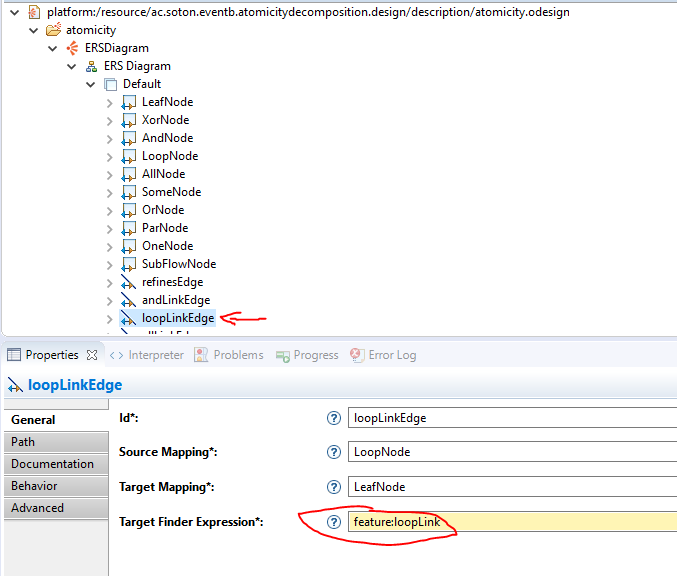 platform:/resource/ac.soton.eventb.atomicitydecomposition.design/description/atomicity.odesign
atomicity
ERSDiagram
ERS Diagram
Default
LeafNode
XorNode
AndNode
LoopNode
AllNode
SomeNode
OrNode
ParNode
OneNode
SubFlowNode
refinesEdge
andLinkEdge
loopLinkEdge
Properties Interpreter Problems Progress Error Log
loopLinkEdge
General
Path
Documentation
Behavior
Advanced
Id*: ? loopLinkEdge
Source Mapping*: ? LoopNode
Target Mapping*: ? LeafNode
Target Finder Expression*: ? feature:loopLink